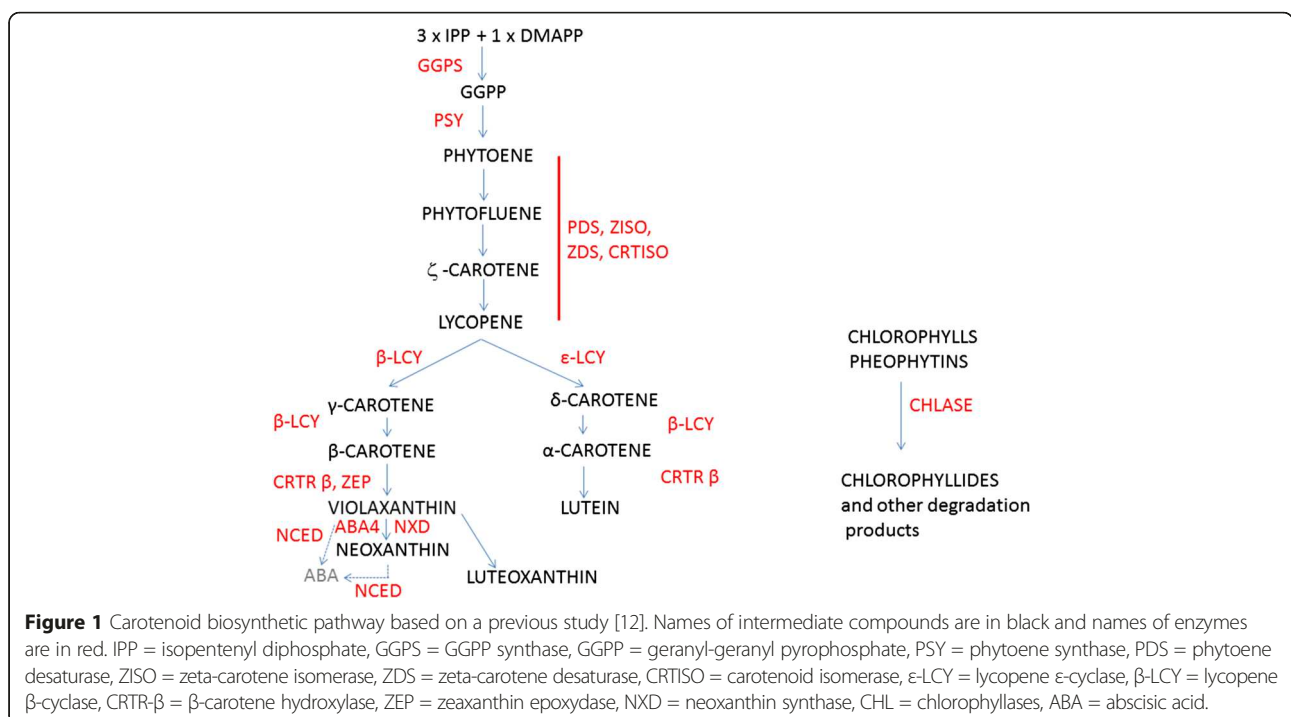 3 x IPP + 1 x DMAPP
GGPS
GGPP
PSY
PHYTOENE
PHYTOFLUENE
PDS, ZISO,
ZDS, CRTISO
ζ -CAROTENE
LYCOPENE
β-LCY
ε-LCY
γ-CAROTENE
δ-CAROTENE
β-LCY
β-LCY
β-CAROTENE
α-CAROTENE
CRTR β, ZEP
CRTR β
VIOLAXANTHIN
LUTEIN
NCED
ABA4
NXD
NEOXANTHIN
ABA
NCED
LUTEOXANTHIN
CHLOROPHYLLS
PHEOPHYTINS
CHLASE
CHLOROPHYLLIDES
and other degradation
products
Figure 1 Carotenoid biosynthetic pathway based on a previous study [12]. Names of intermediate compounds are in black and names of enzymes
are in red. IPP = isopentenyl diphosphate, GGPS = GGPP synthase, GGPP = geranyl-geranyl pyrophosphate, PSY = phytoene synthase, PDS = phytoene
desaturase, ZISO = zeta-carotene isomerase, ZDS = zeta-carotene desaturase, CRTISO = carotenoid isomerase, ε-LCY = lycopene ε-cyclase, β-LCY = lycopene
β-cyclase, CRTR-β = β-carotene hydroxylase, ZEP = zeaxanthin epoxydase, NXD = neoxanthin synthase, CHL = chlorophyllases, ABA = abscisic acid.